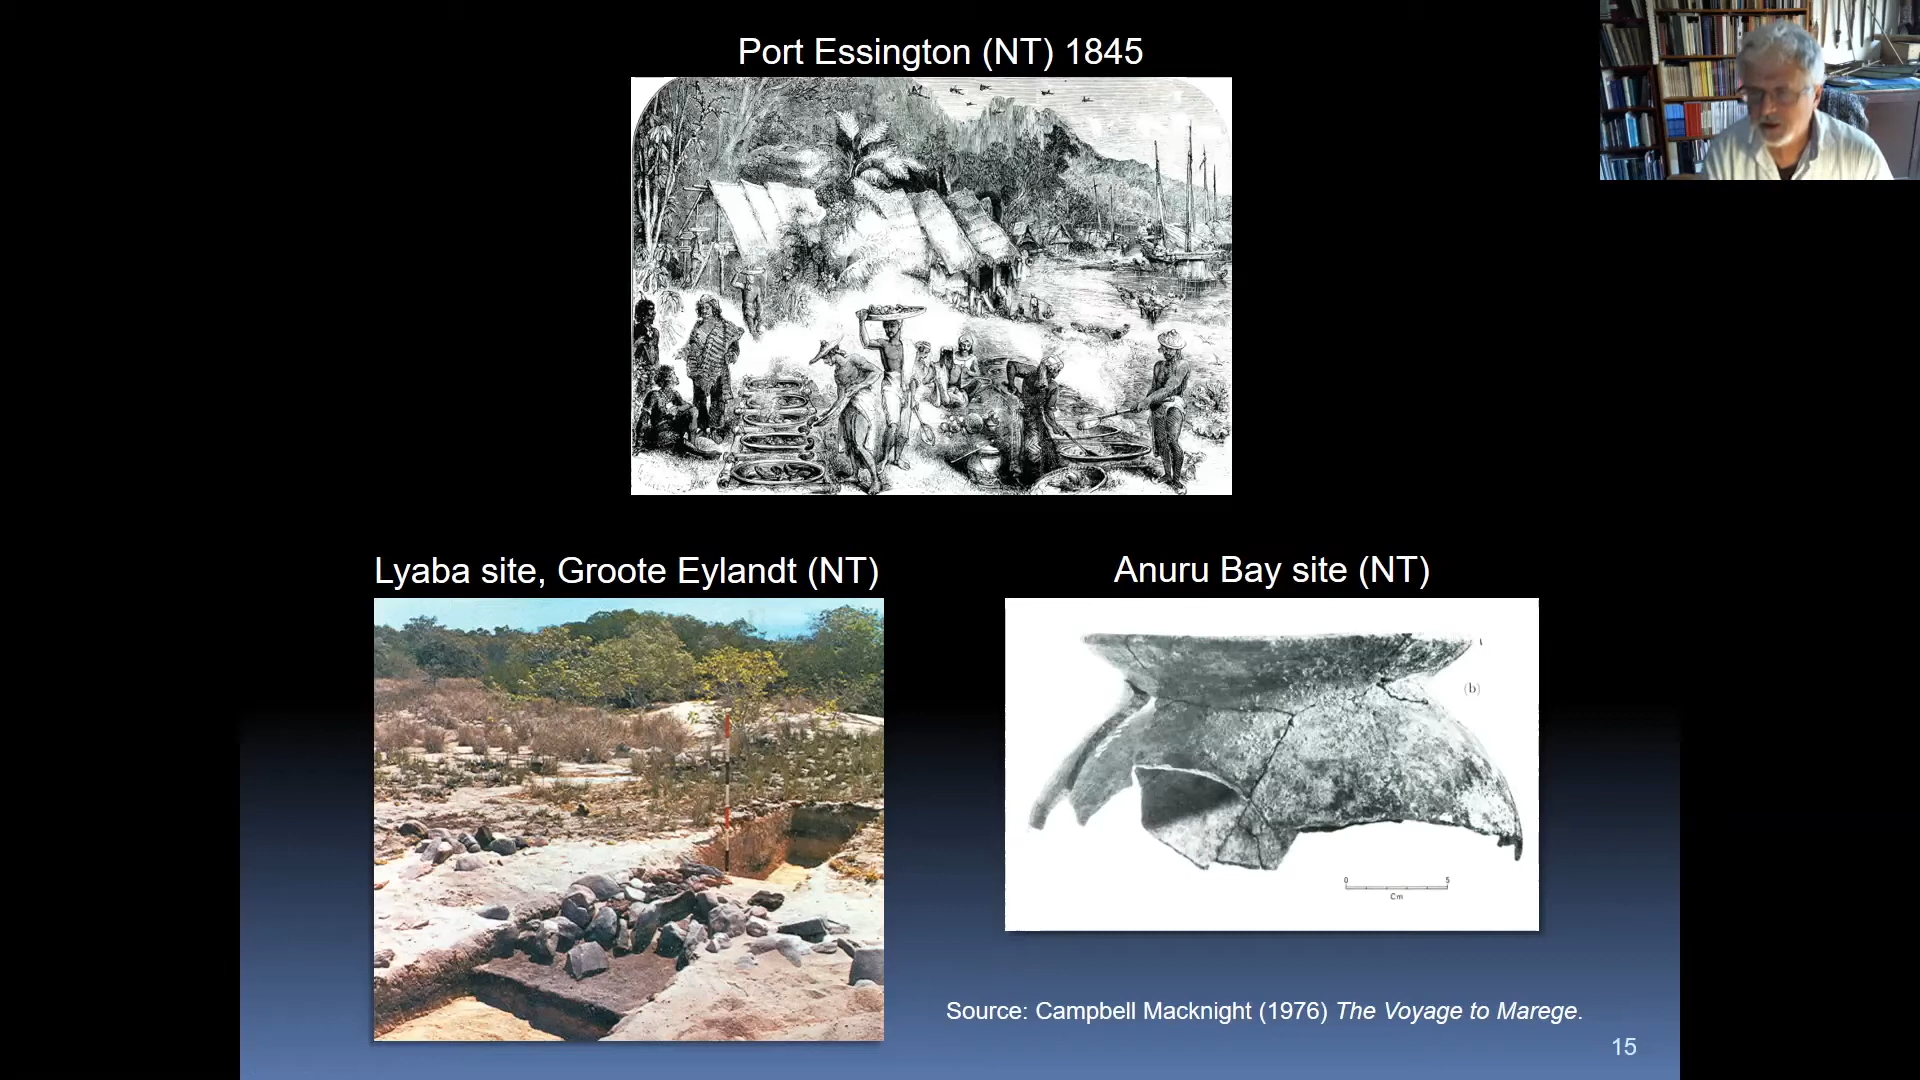 Port Essington (NT) 1845
Lyaba site, Groote Eylandt (NT)
Anuru Bay site (NT)
(b)
0 5
Cm
Source: Campbell Macknight (1976) The Voyage to Marege.
15